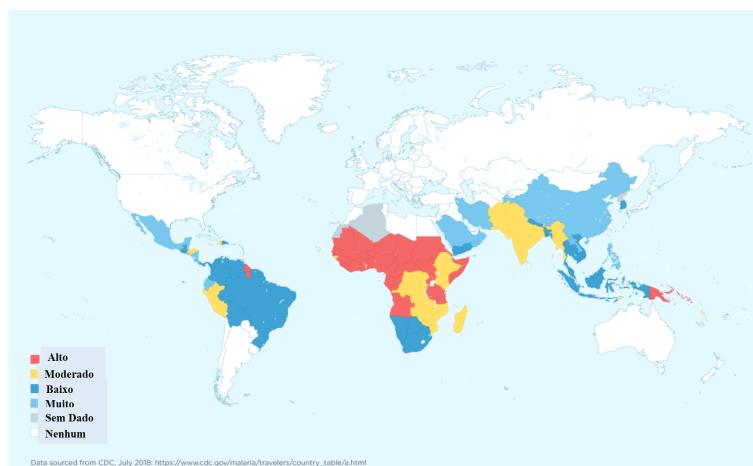 Alto
Moderado
Baixo
Muito
Sem Dado
Nenhum
Data sourced from CDC, July 2018: https://www.cdc.gov/malaria/travelers/country_table/a.html